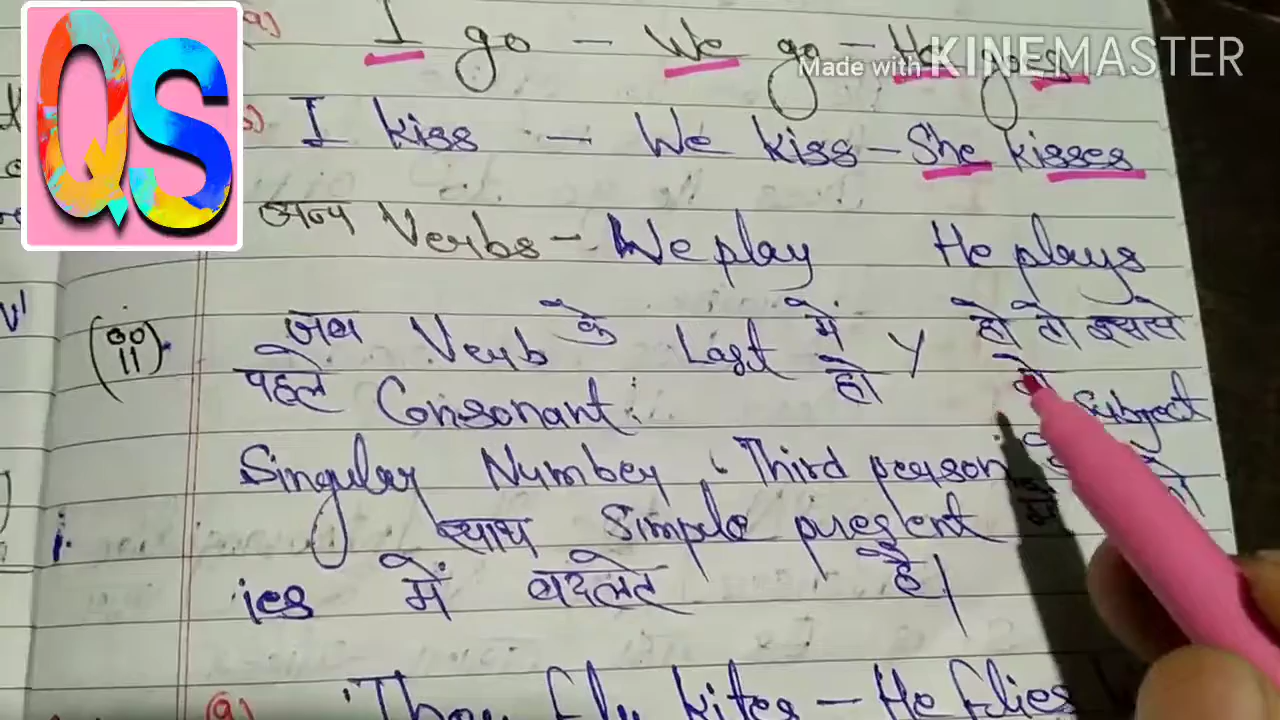 QS
a) I go - We go - He goes
Made with KINEMASTER
b) I kiss - We kiss - She kisses
अन्य Verbs - We play He plays
जब Verb के Last में Y हो तो इससे
पहले Consonant हो तो Subject
Singular Number, Third person
साथ Simple present
ies में बदलते है।
(a) They fly kites - He flies